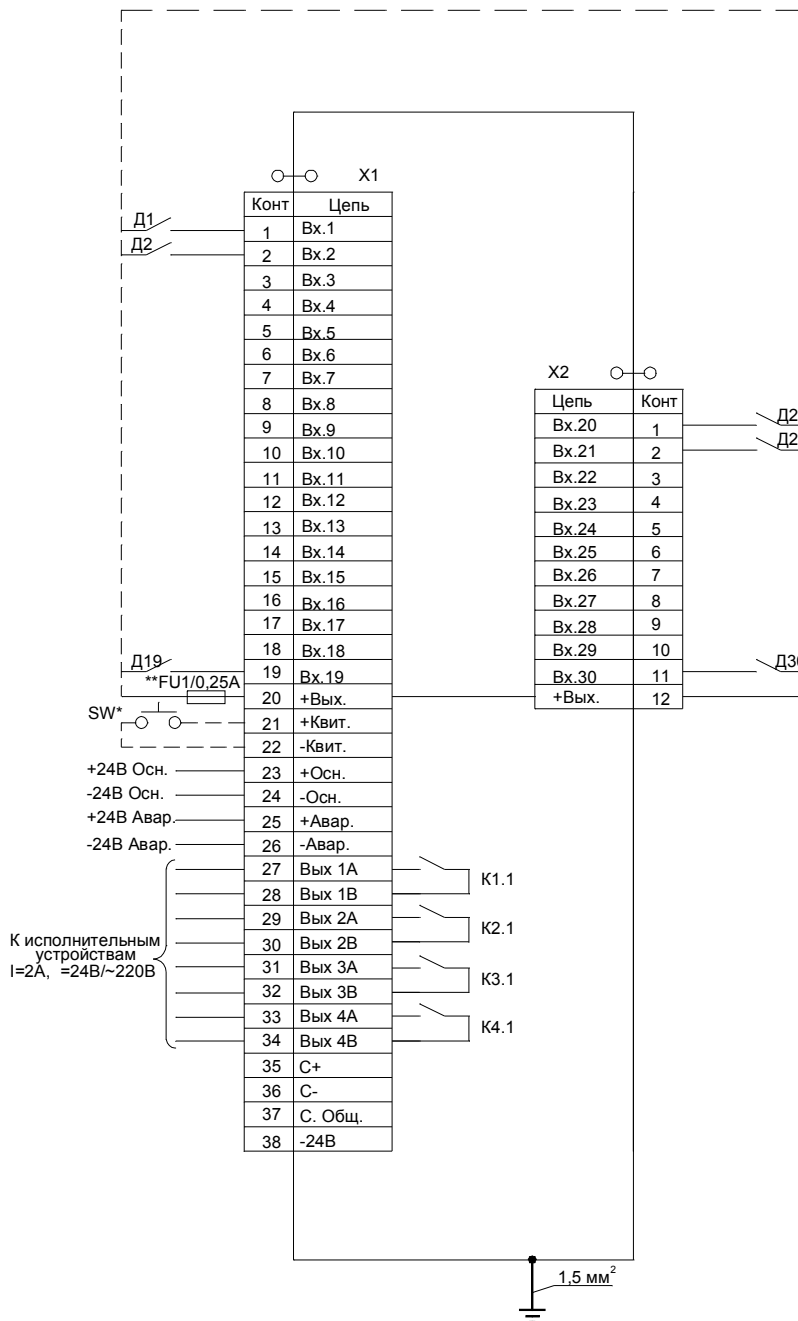 X1
Конт Цепь
Д1
1 Вх.1
Д2
2 Вх.2
3 Вх.3
4 Вх.4
5 Вх.5
6 Вх.6
7 Вх.7
8 Вх.8
9 Вх.9
10 Вх.10
11 Вх.11
12 Вх.12
13 Вх.13
14 Вх.14
15 Вх.15
16 Вх.16
17 Вх.17
18 Вх.18
Д19
19 Вх.19
**FU1/0,25А
20 +Вых.
SW*
21 +Квит.
22 -Квит.
+24В Осн.
23 +Осн.
-24В Осн.
24 -Осн.
+24В Авар.
25 +Авар.
-24В Авар.
26 -Авар.
27 Вых 1А
28 Вых 1В
К1.1
29 Вых 2А
30 Вых 2В
К2.1
31 Вых 3А
32 Вых 3В
К3.1
33 Вых 4А
34 Вых 4В
К4.1
К исполнительным
устройствам
I=2А, =24В/~220В
35 С+
36 С-
37 С. Общ.
38 -24В
X2
Цепь Конт
Вх.20 1
Д2
Вх.21 2
Д2
Вх.22 3
Вх.23 4
Вх.24 5
Вх.25 6
Вх.26 7
Вх.27 8
Вх.28 9
Вх.29 10
Вх.30 11
Д30
+Вых. 12
1,5 мм²